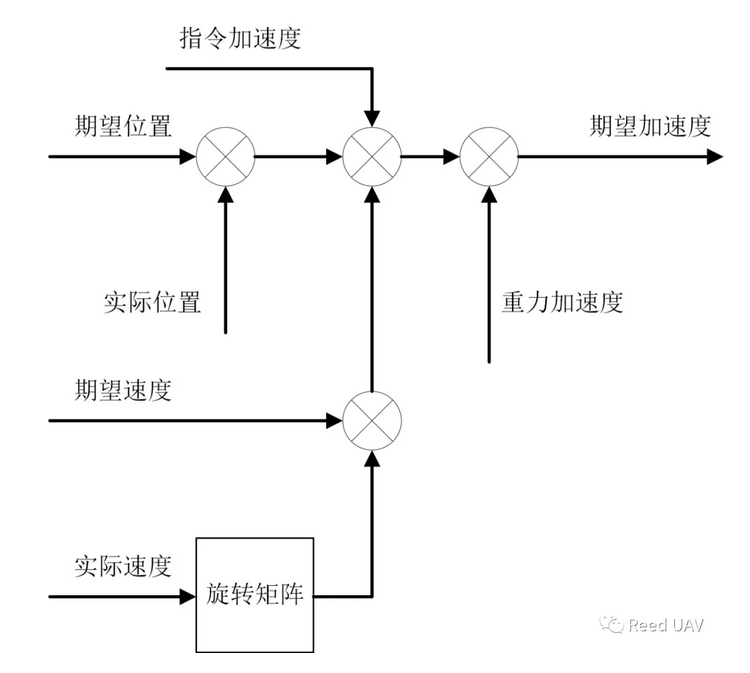 指令加速度
期望位置
期望加速度
实际位置
重力加速度
期望速度
实际速度
旋转矩阵
Reed UAV